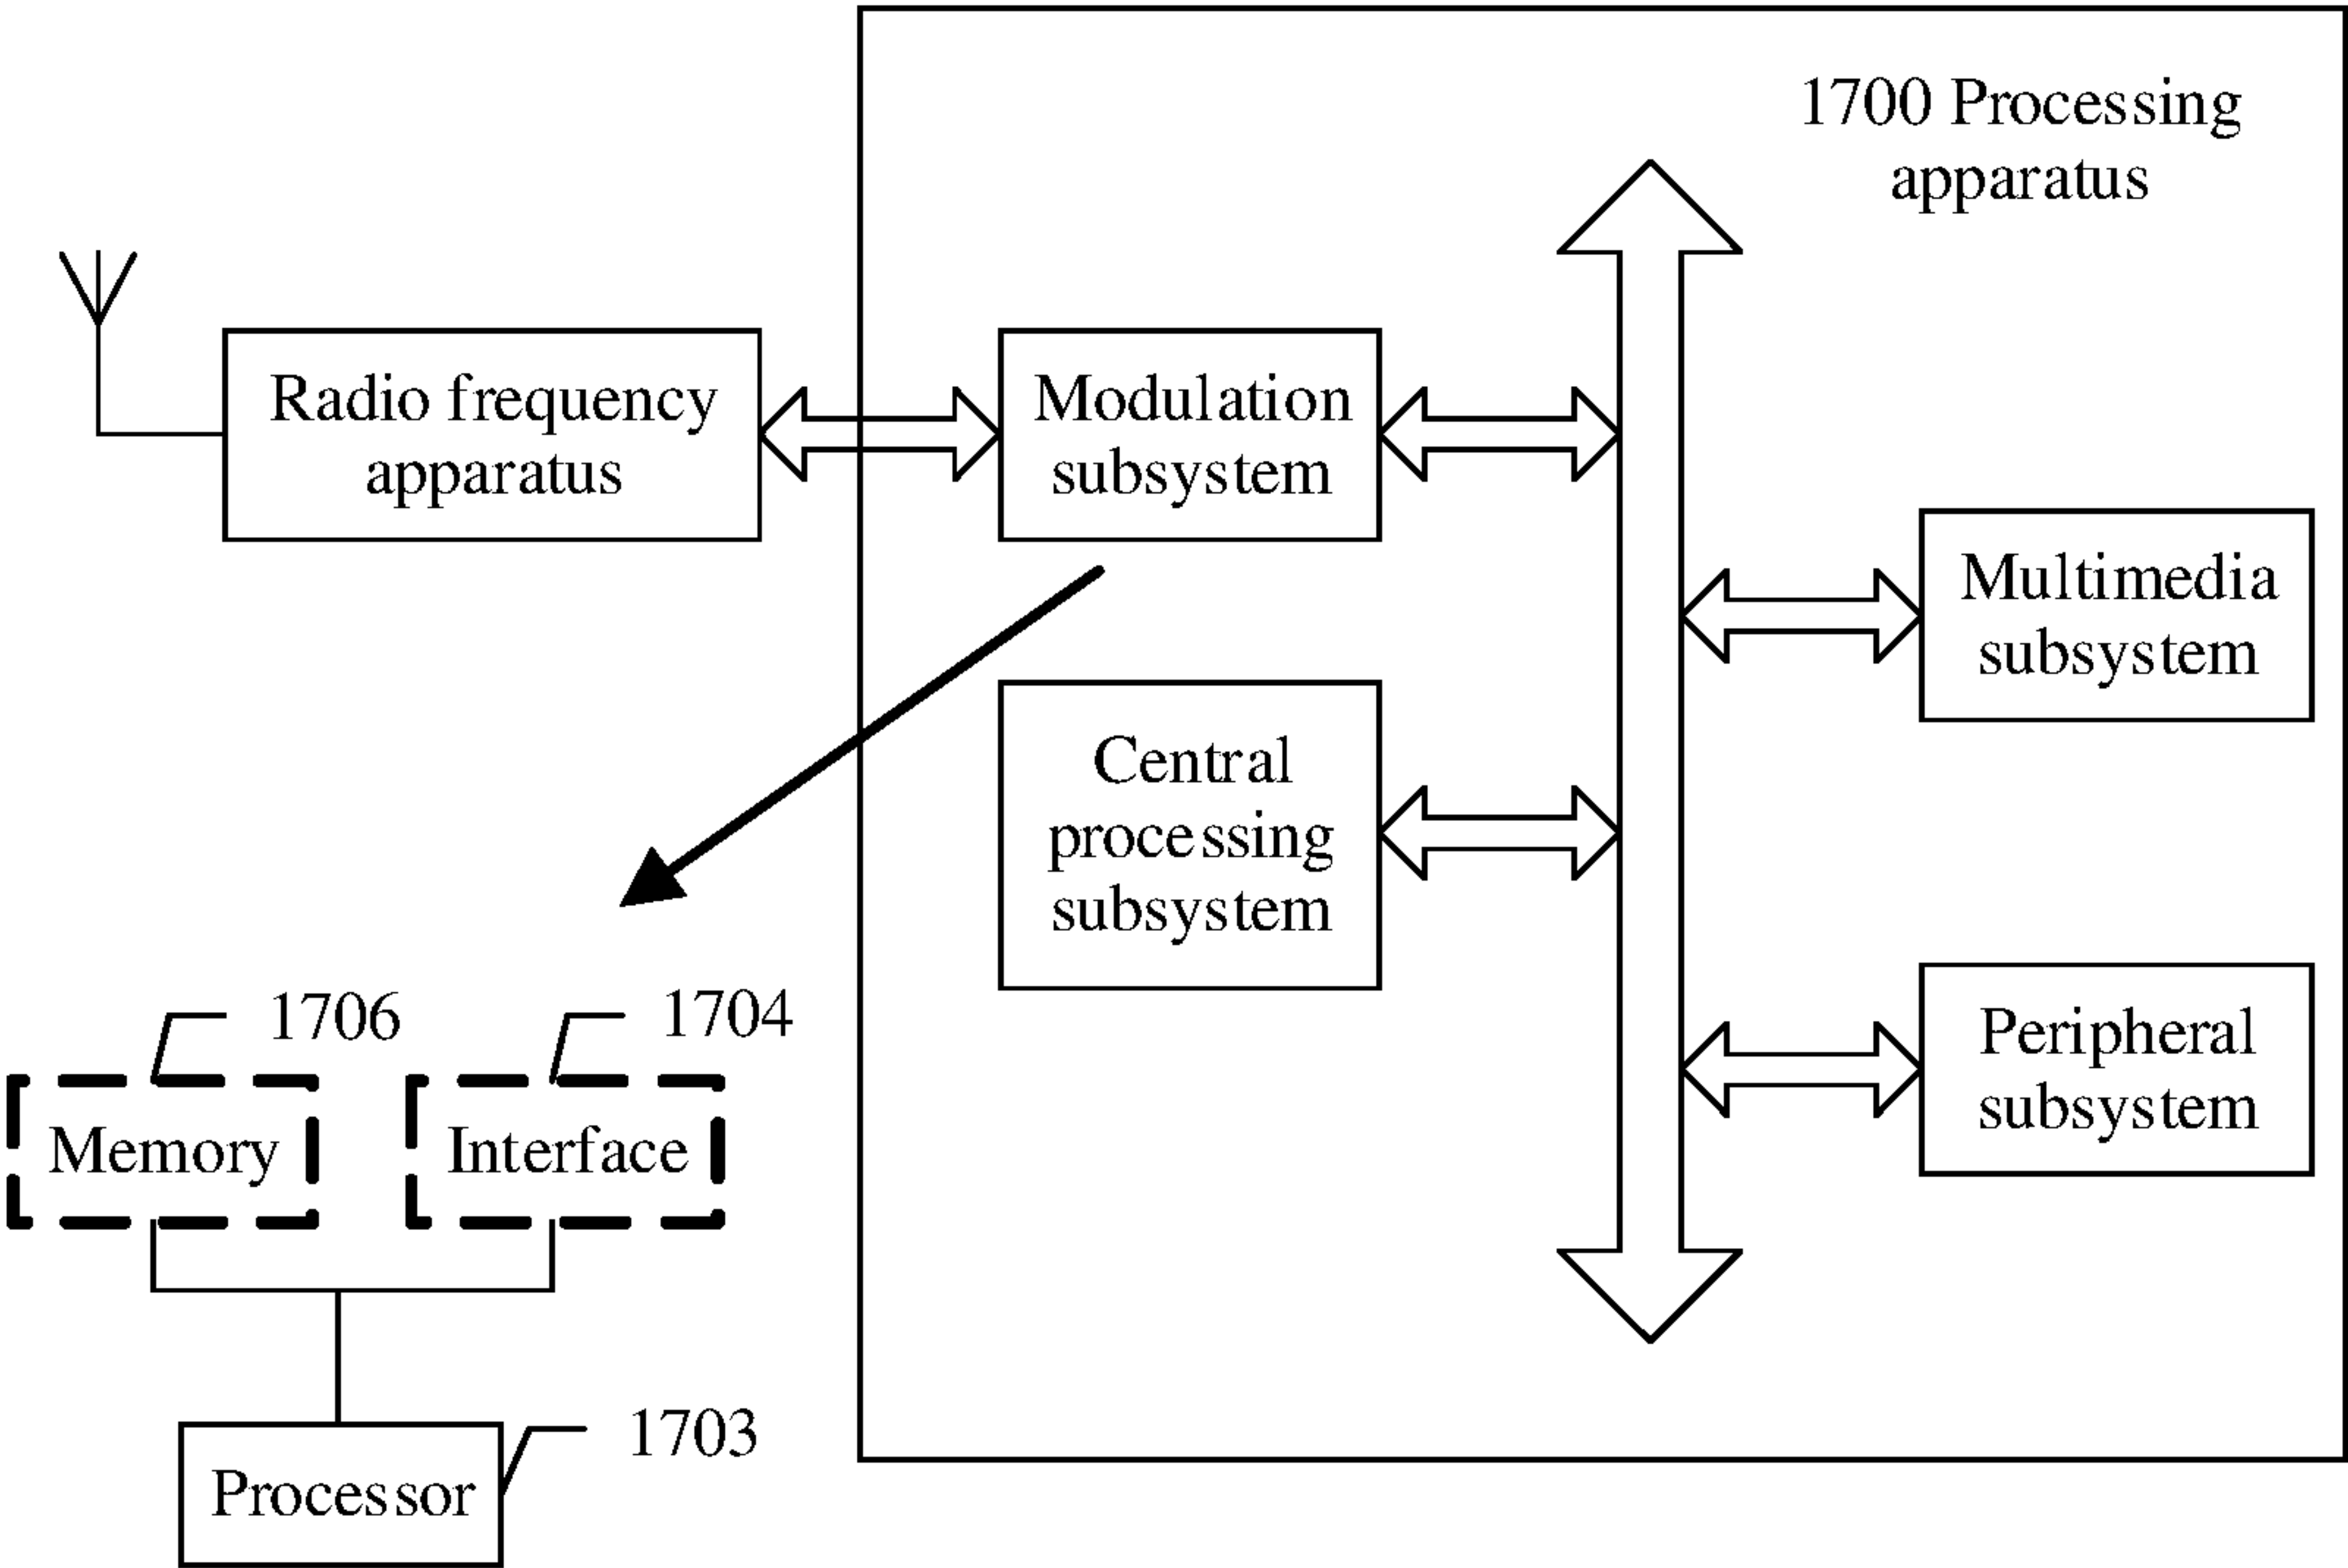 1700 Processing
apparatus
Radio frequency
apparatus
Modulation
subsystem
Multimedia
subsystem
Central
processing
subsystem
Peripheral
subsystem
1706
1704
Memory
Interface
1703
Processor